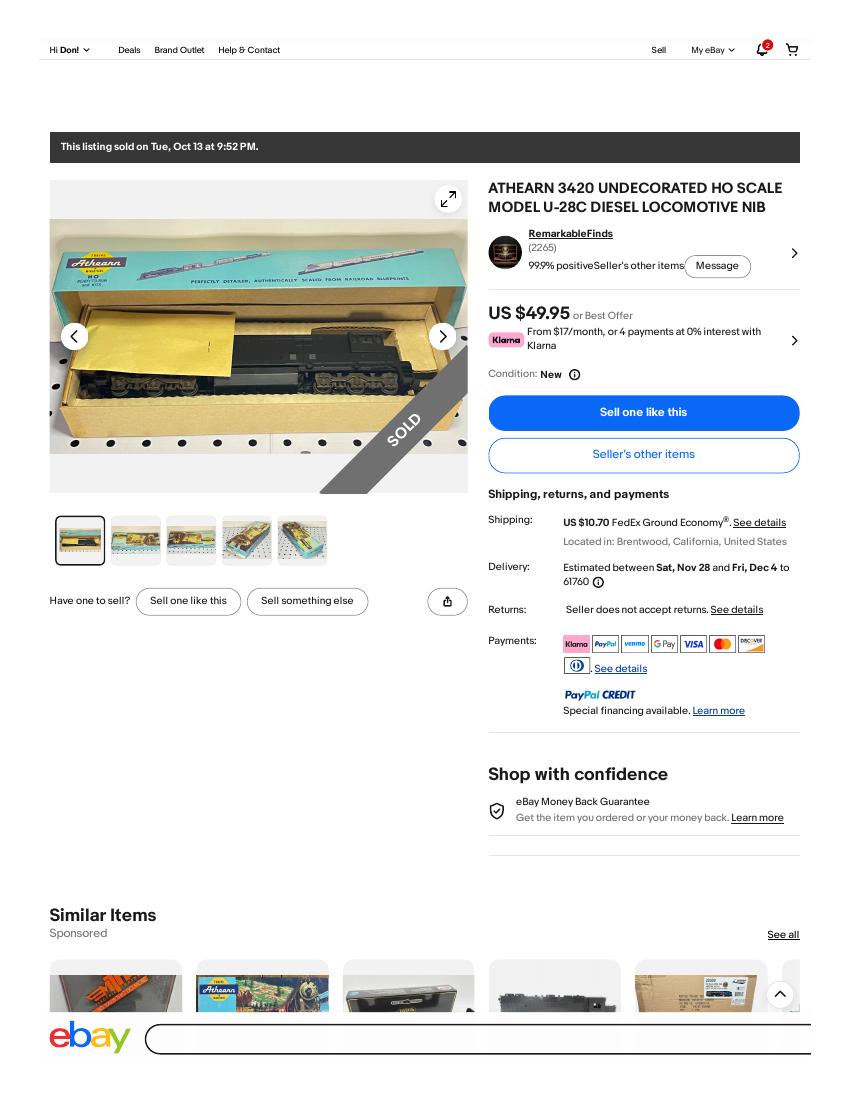 Hi Don!
Deals
Brand Outlet
Help & Contact
Sell
My eBay
2
This listing sold on Tue, Oct 13 at 9:52 PM.
TRAINS
Athearn
MINIATURE
HO
PERFECTLY DETAILED, AUTHENTICALLY SCALED FROM RAILROAD BLUEPRINTS
SOLD
ATHEARN 3420 UNDECORATED HO SCALE
MODEL U-28C DIESEL LOCOMOTIVE NIB
RemarkableFinds
(2265)
99.9% positive
Seller's other items
Message
US $49.95 or Best Offer
Klarna
From $17/month, or 4 payments at 0% interest with
Klarna
Condition: New
Sell one like this
Seller's other items
Have one to sell?
Sell one like this
Sell something else
Shipping, returns, and payments
Shipping:
US $10.70 FedEx Ground Economy®. See details
Located in: Brentwood, California, United States
Delivery:
Estimated between Sat, Nov 28 and Fri, Dec 4 to
61760
Returns:
Seller does not accept returns. See details
Payments:
Klarna PayPal venmo G Pay VISA DISCOVER
. See details
PayPal CREDIT
Special financing available. Learn more
Shop with confidence
eBay Money Back Guarantee
Get the item you ordered or your money back. Learn more
Similar Items
Sponsored
See all
Athearn
ebay